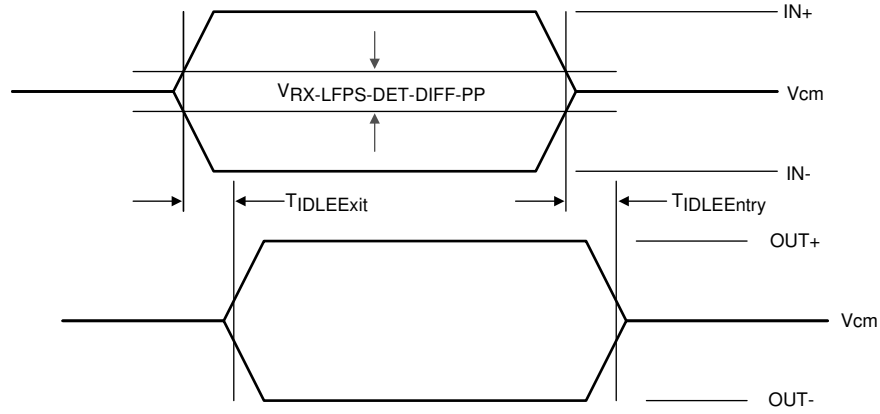 IN+
VRX-LFPS-DET-DIFF-PP
Vcm
IN-
TIDLEExit
TIDLEEntry
OUT+
Vcm
OUT-